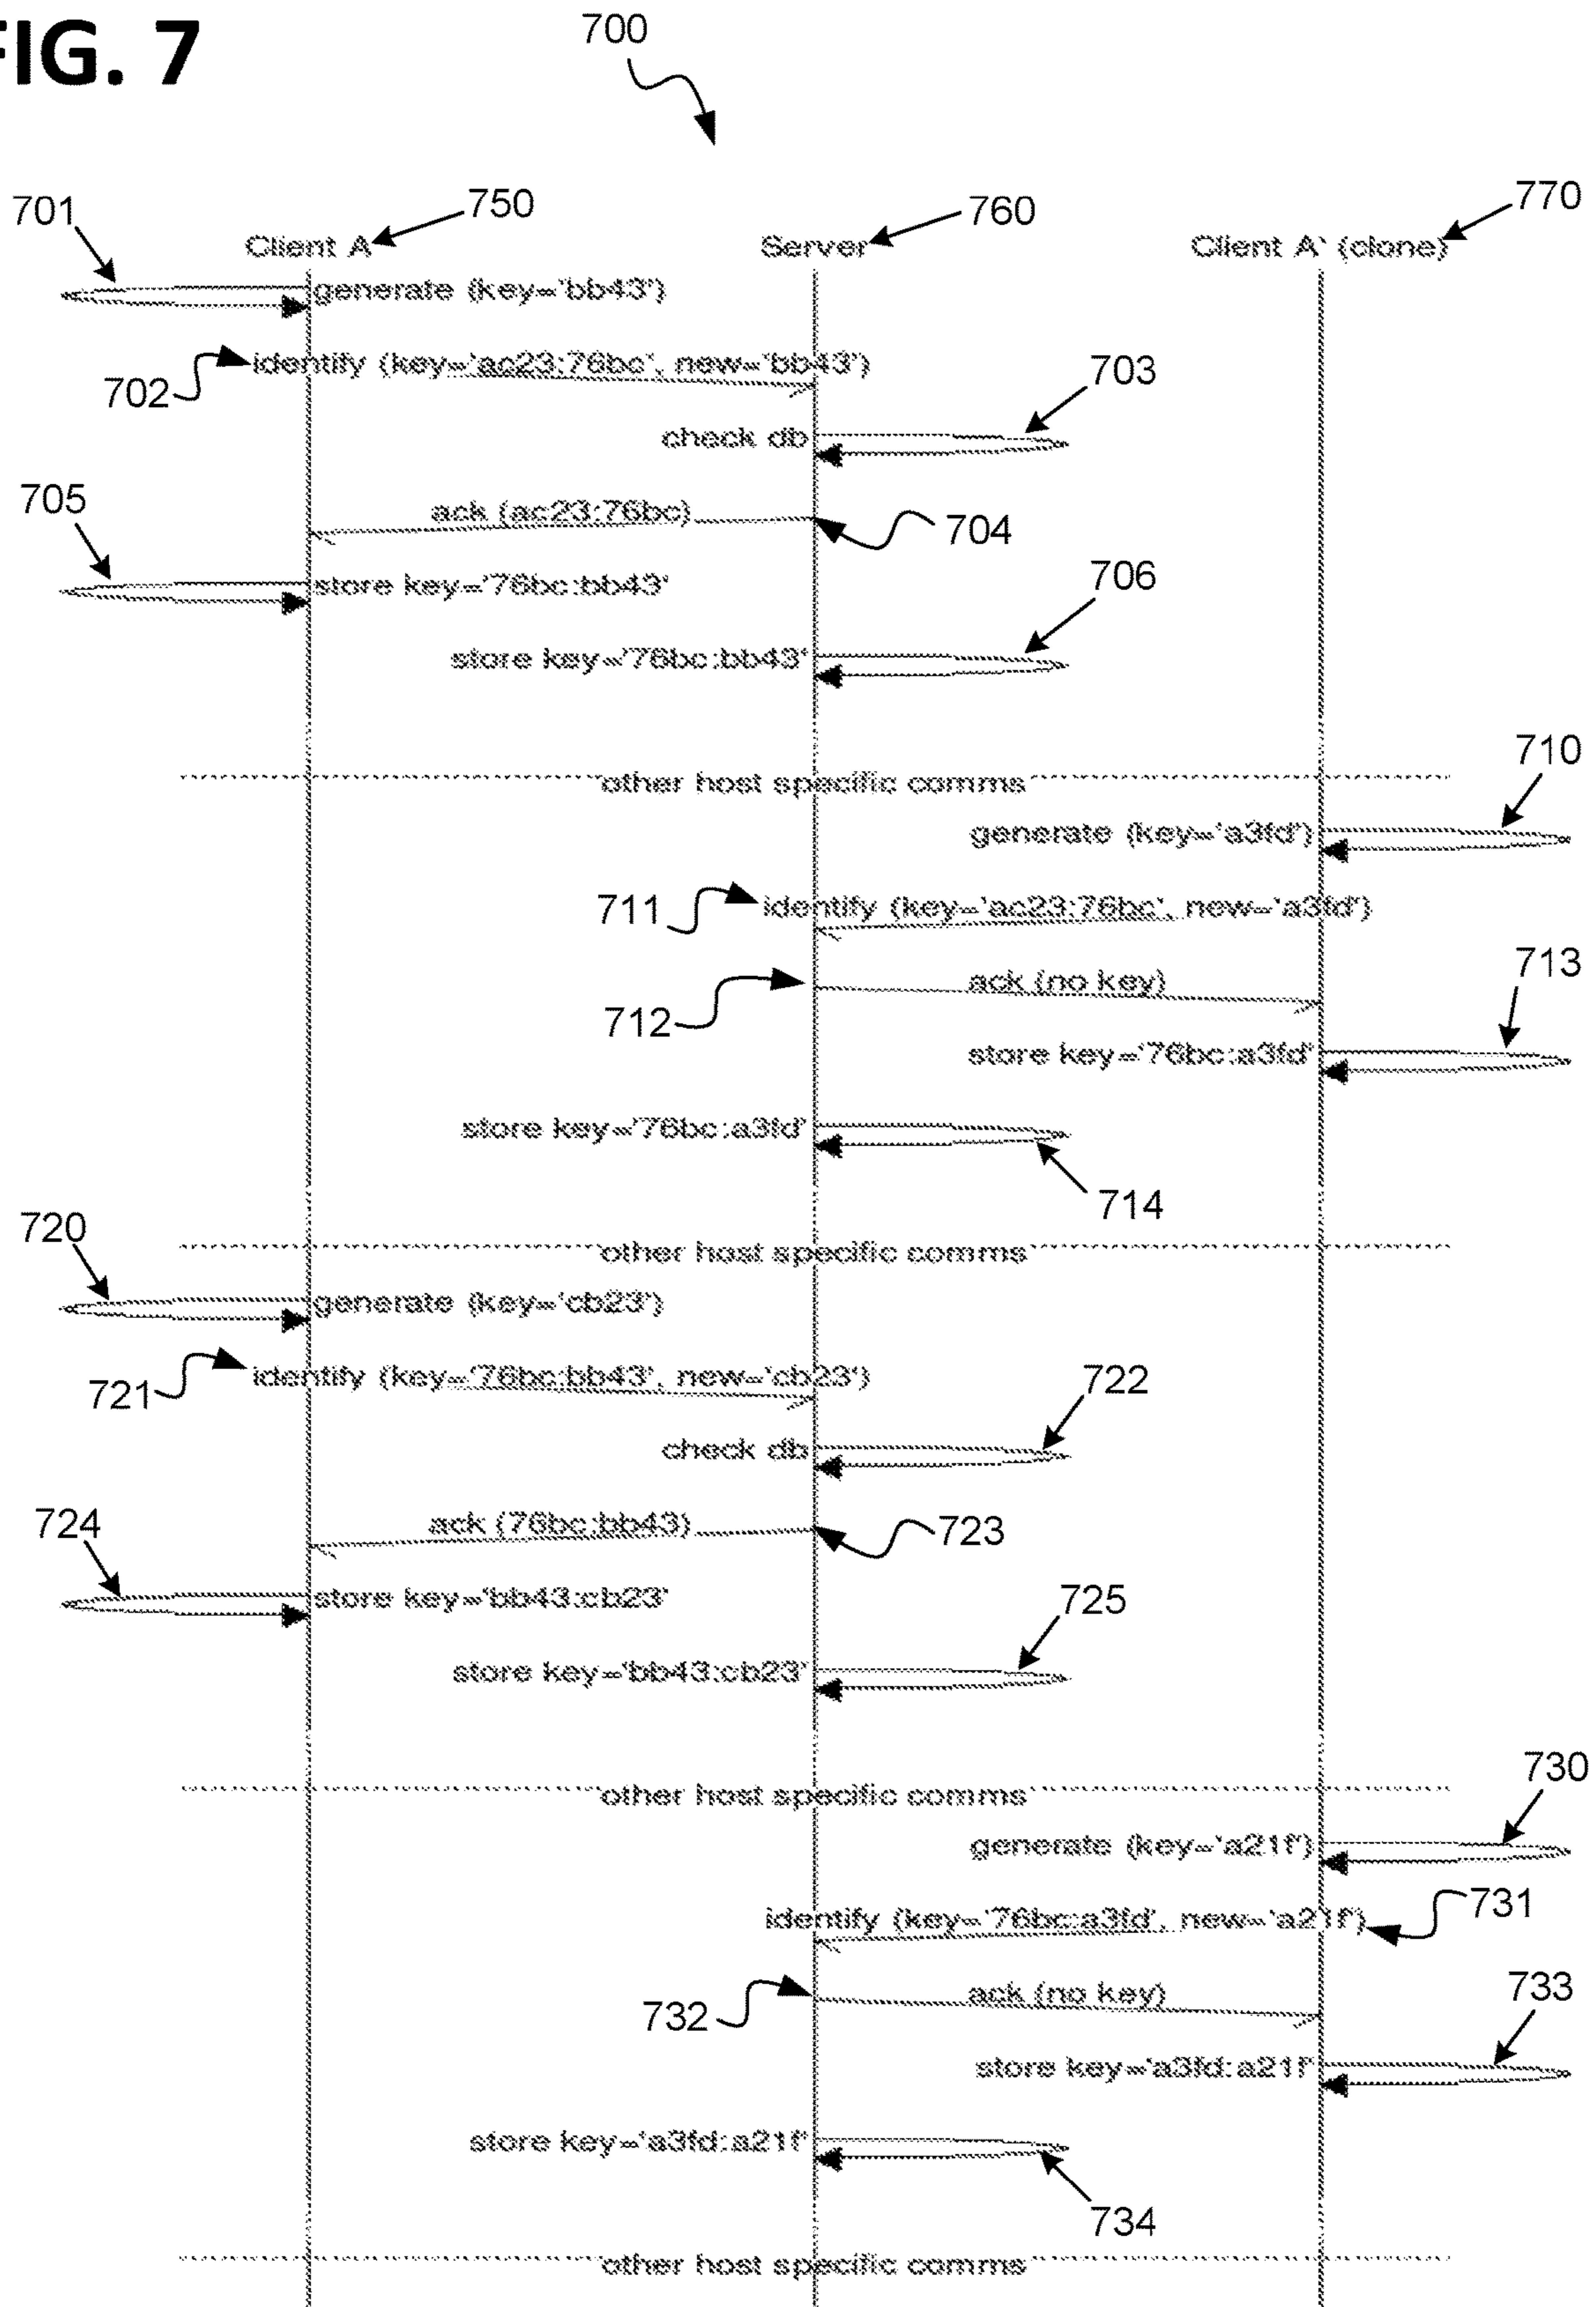 FIG. 7
700
701
750
760
770
Client A
Server
Client A' (clone)
generate (key='bb43')
702
identify (key='ac23:76bc', new='bb43')
703
check db
705
ack (ac23:76bc)
704
store key='76bc:bb43'
706
store key='76bc:bb43'
710
other host specific comms
generate (key='a3fd')
711
identify (key='ac23:76bc', new='a3fd')
713
712
ack (no key)
store key='76bc:a3fd'
store key='76bc:a3fd'
714
720
other host specific comms
generate (key='cb23')
721
identify (key='76bc:bb43', new='cb23')
722
check db
724
ack (76bc:bb43)
723
store key='bb43:cb23'
725
store key='bb43:cb23'
730
other host specific comms
generate (key='a21f')
identify (key='76bc:a3fd', new='a21f')
731
732
ack (no key)
733
store key='a3fd:a21f'
store key='a3fd:a21f'
734
other host specific comms